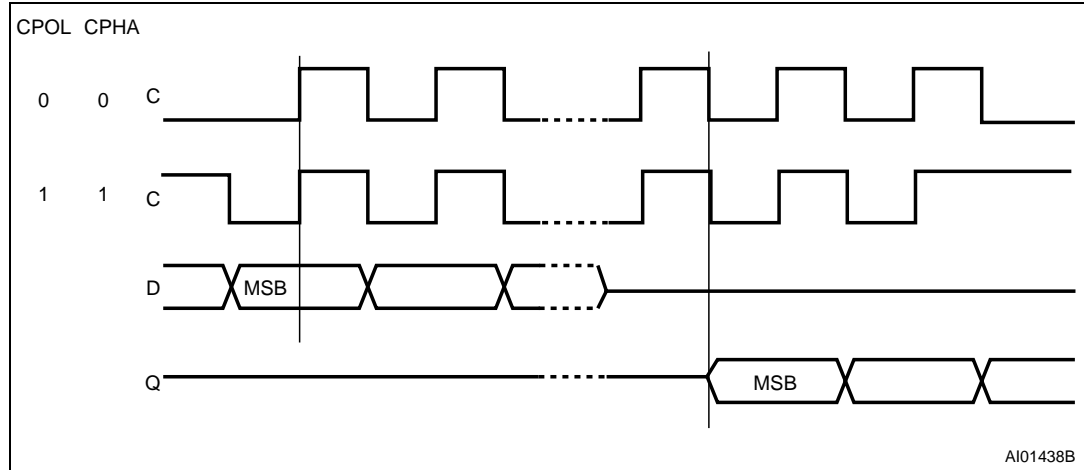 CPOL CPHA
0 0 C
1 1 C
D MSB
Q MSB
AI01438B